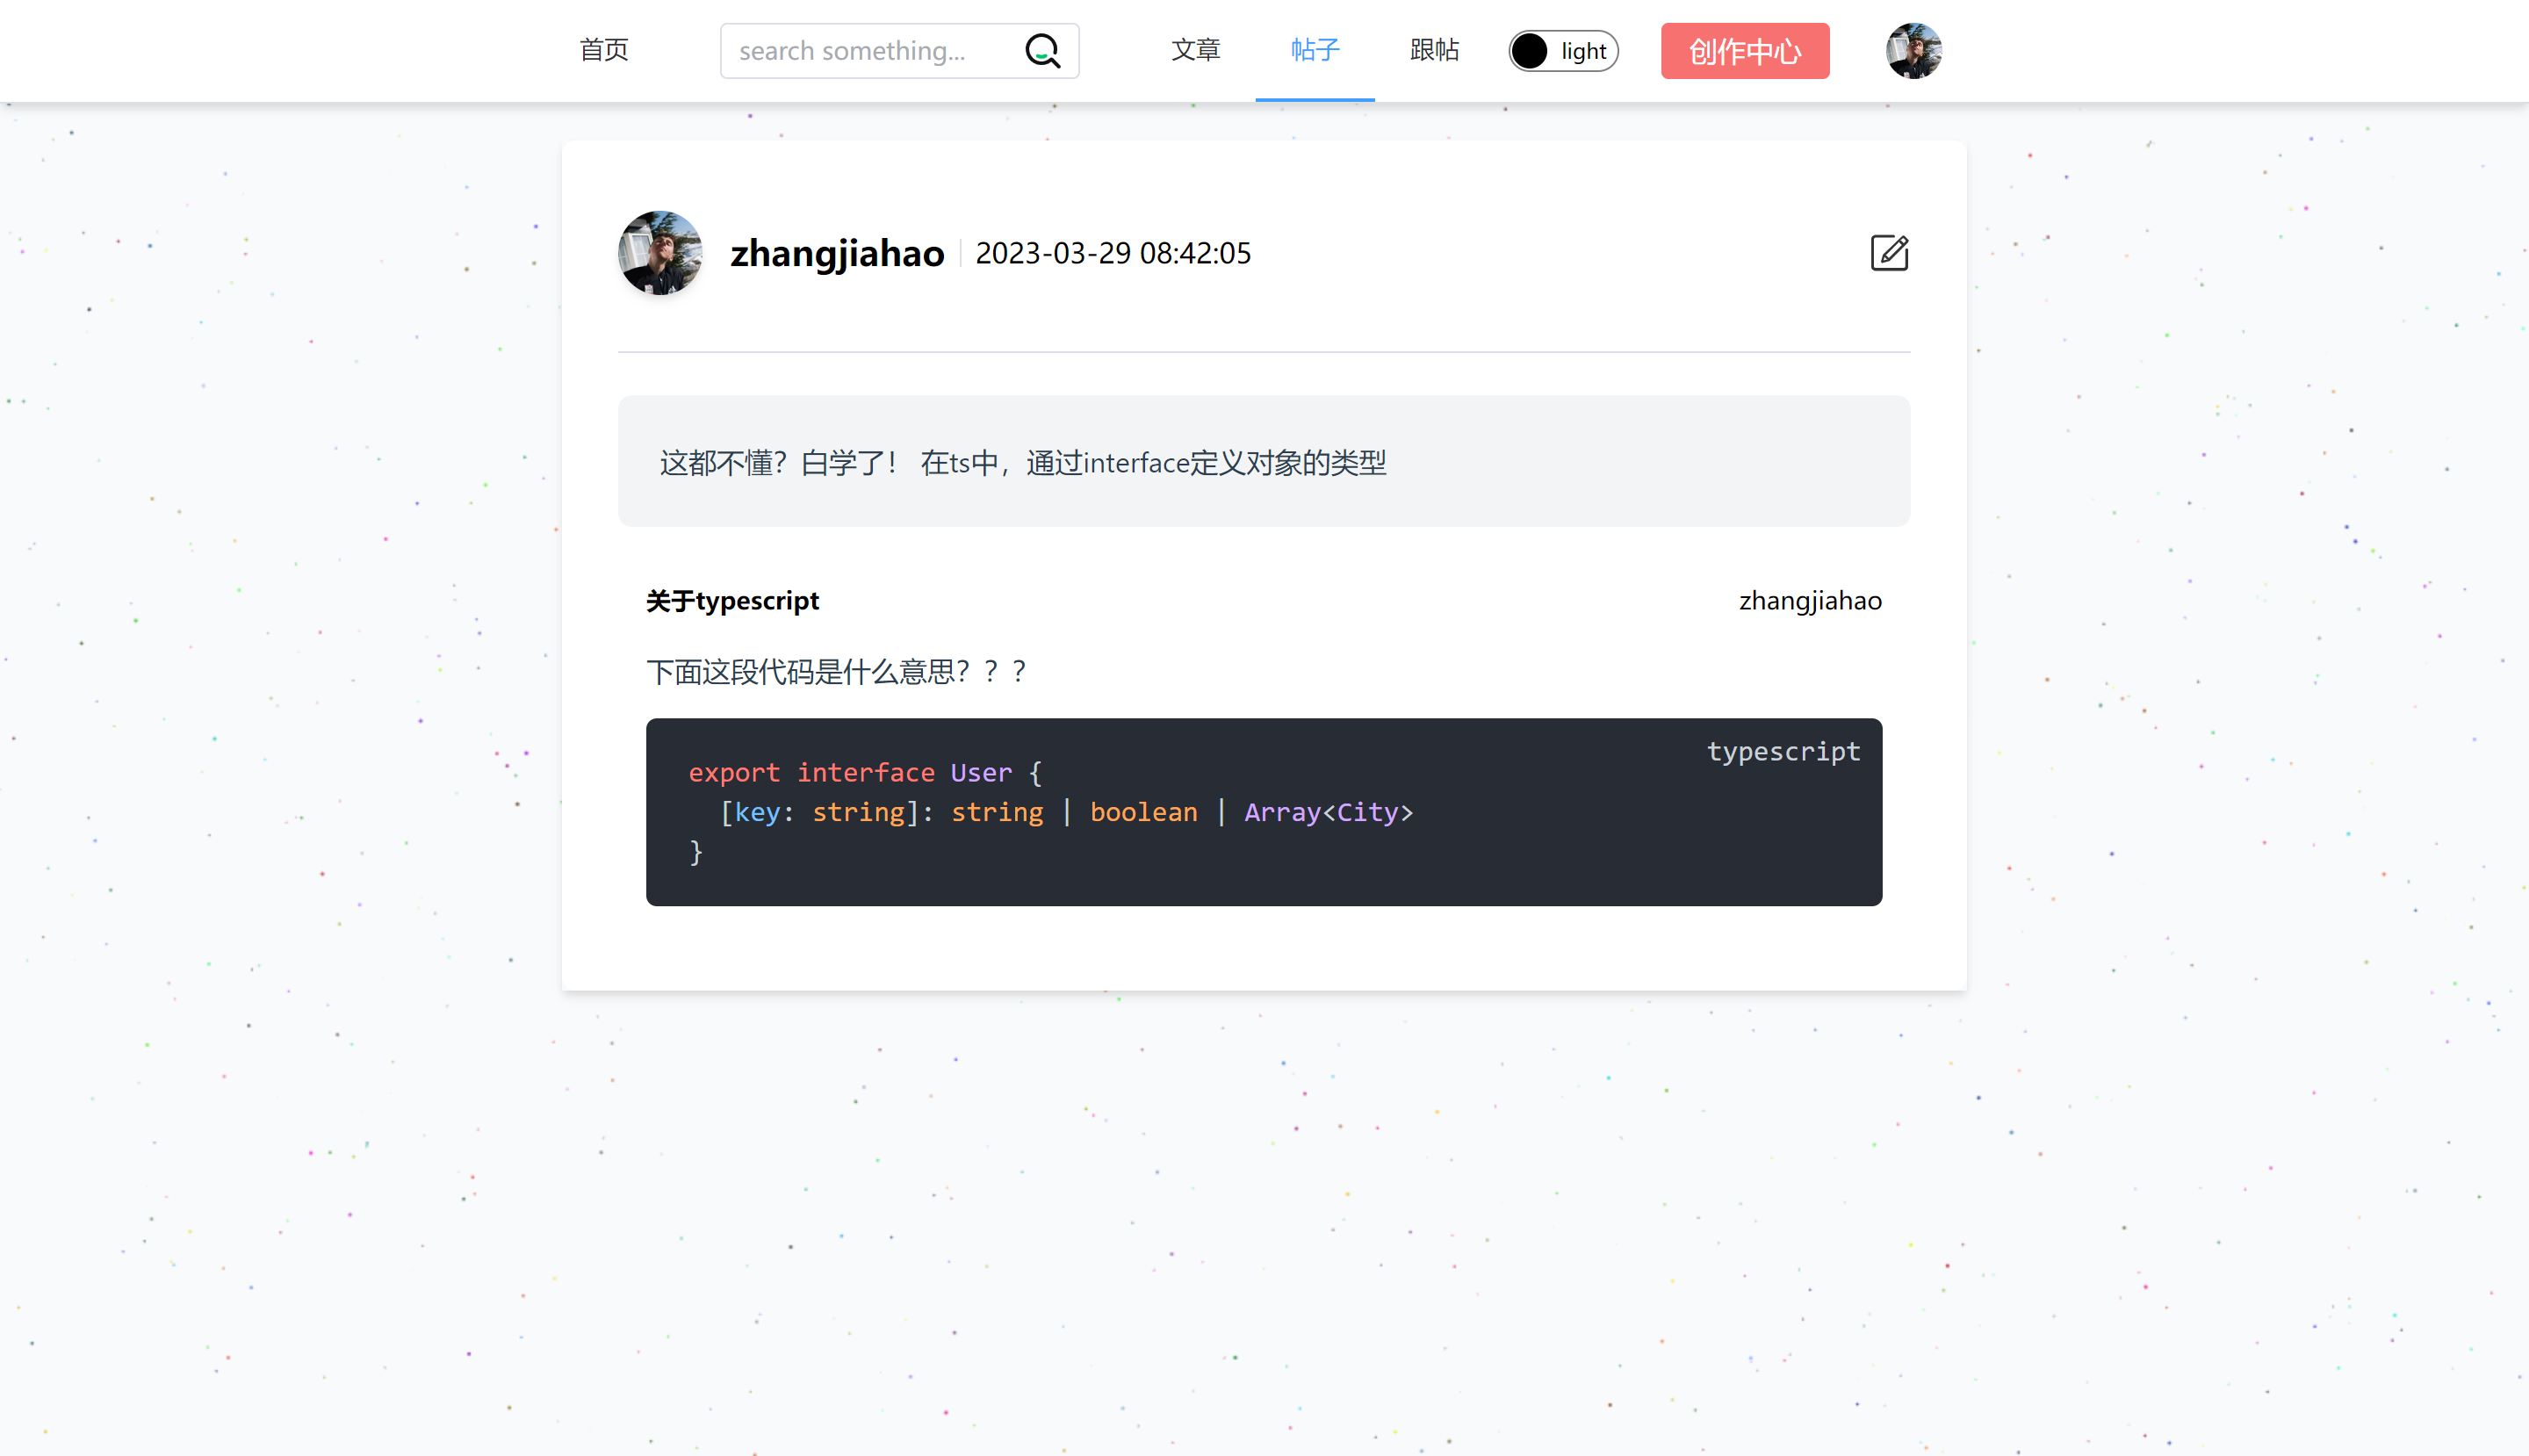 首页
search something...
文章
帖子
跟帖
light
创作中心
zhangjiahao
2023-03-29 08:42:05
这都不懂？白学了！ 在ts中，通过interface定义对象的类型
关于typescript
zhangjiahao
下面这段代码是什么意思？？？
typescript
export interface User {
  [key: string]: string | boolean | Array<City>
}